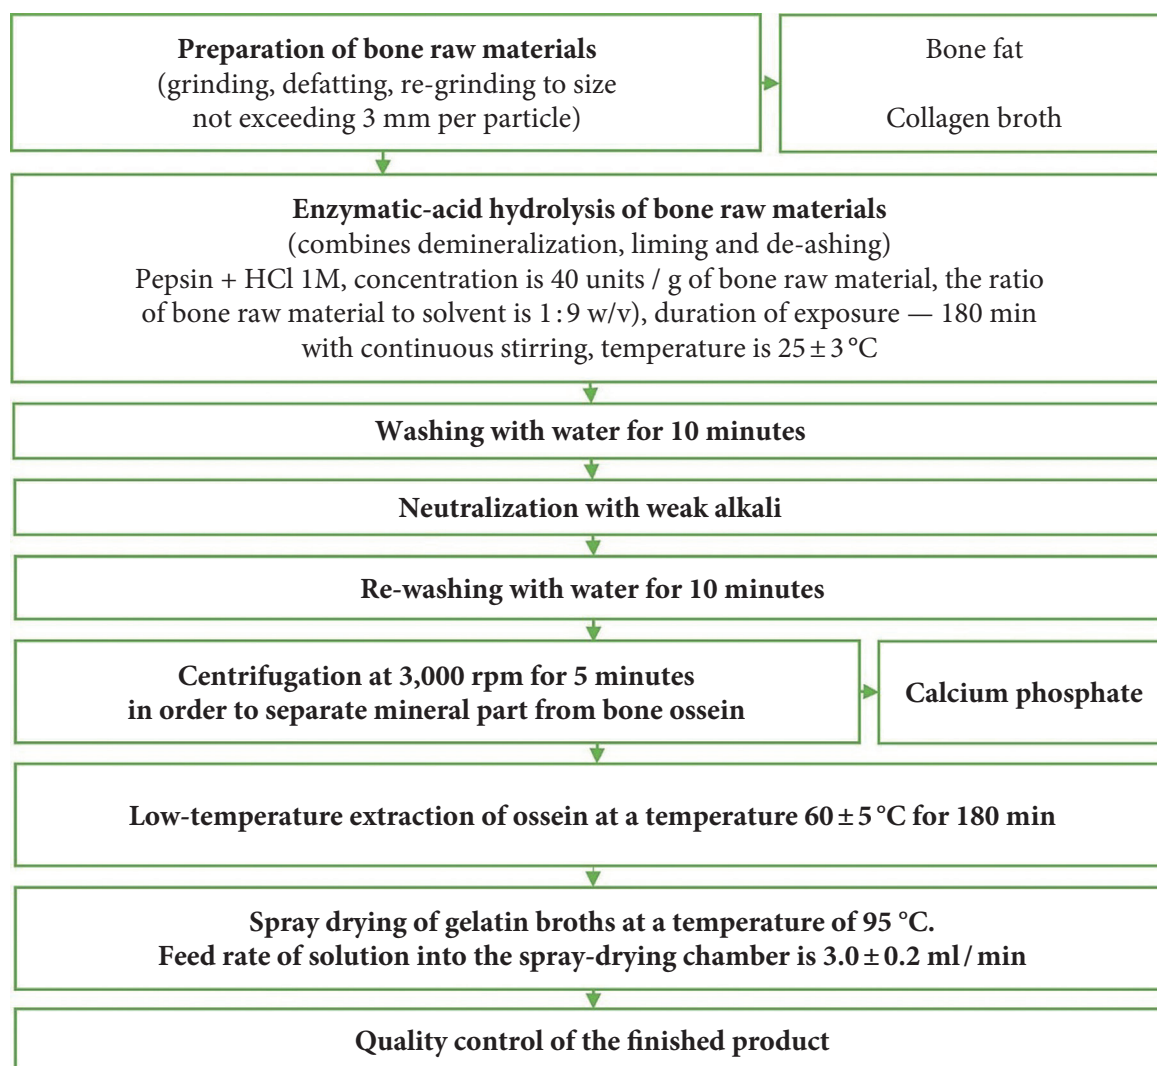 Preparation of bone raw materials
(grinding, defatting, re-grinding to size
not exceeding 3 mm per particle)
Bone fat
Collagen broth
Enzymatic-acid hydrolysis of bone raw materials
(combines demineralization, liming and de-ashing)
Pepsin + HCl 1M, concentration is 40 units / g of bone raw material, the ratio
of bone raw material to solvent is 1 : 9 w/v), duration of exposure — 180 min
with continuous stirring, temperature is 25 ± 3 °C
Washing with water for 10 minutes
Neutralization with weak alkali
Re-washing with water for 10 minutes
Centrifugation at 3,000 rpm for 5 minutes
in order to separate mineral part from bone ossein
Calcium phosphate
Low-temperature extraction of ossein at a temperature 60 ± 5 °C for 180 min
Spray drying of gelatin broths at a temperature of 95 °C.
Feed rate of solution into the spray-drying chamber is 3.0 ± 0.2 ml / min
Quality control of the finished product